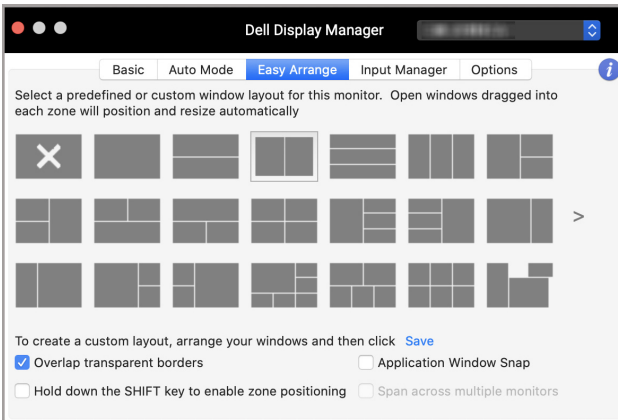 Dell Display Manager
Basic Auto Mode Easy Arrange Input Manager Options
Select a predefined or custom window layout for this monitor. Open windows dragged into
each zone will position and resize automatically
>
To create a custom layout, arrange your windows and then click Save
Overlap transparent borders Application Window Snap
Hold down the SHIFT key to enable zone positioning Span across multiple monitors